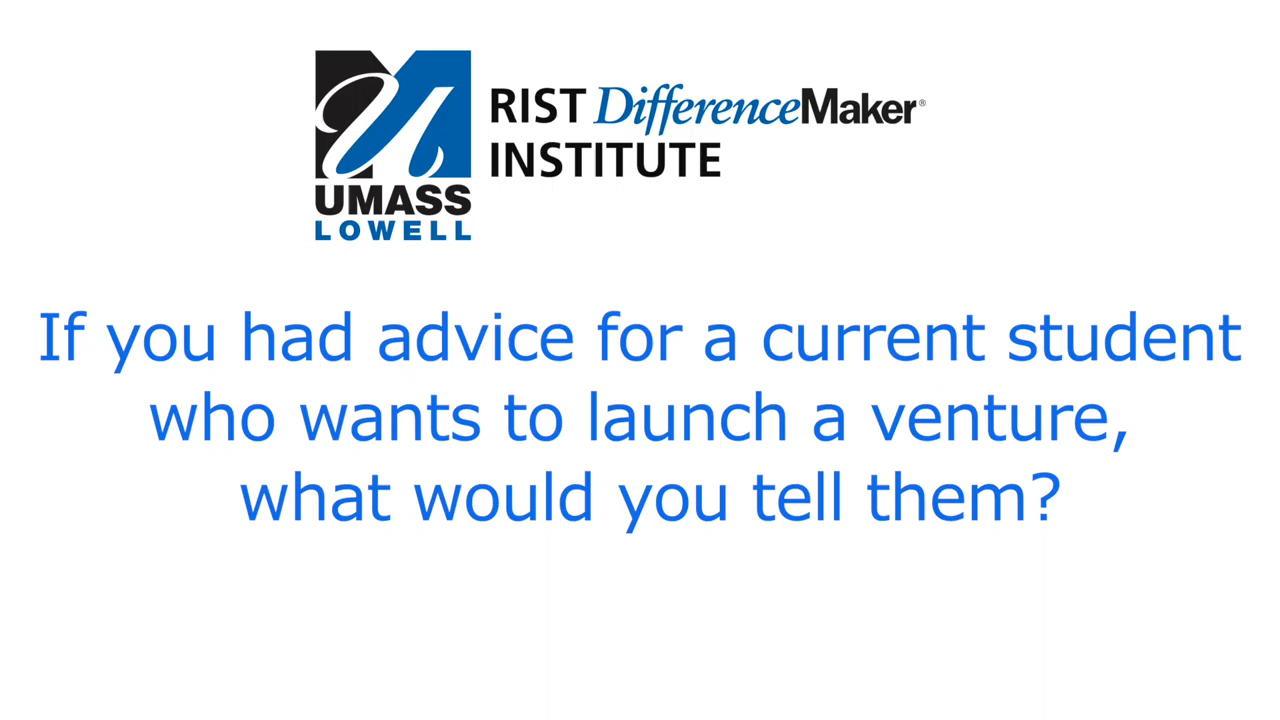 RIST DifferenceMaker®
INSTITUTE
UMASS
LOWELL
If you had advice for a current student
who wants to launch a venture,
what would you tell them?